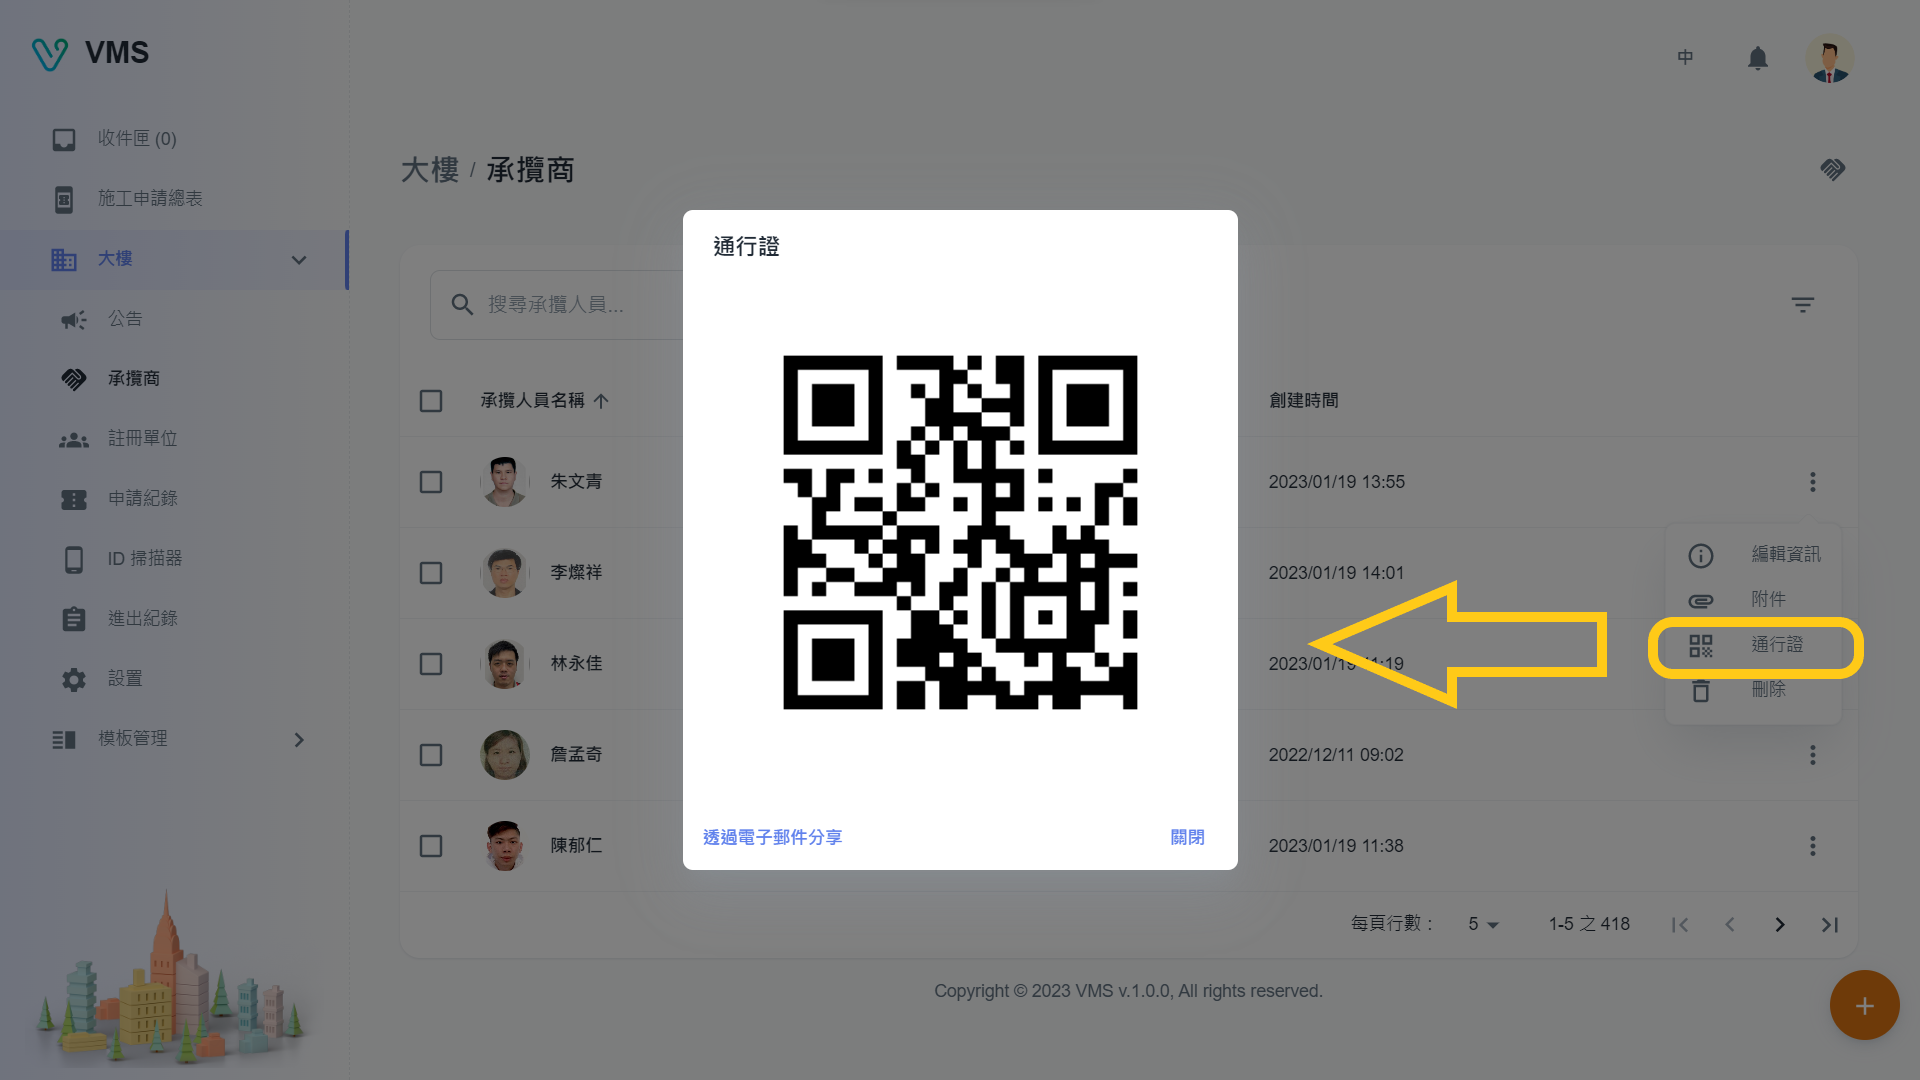 VMS
中
收件匣 (0)
施工申請總表
大樓
公告
承攬商
註冊單位
申請紀錄
ID 掃描器
進出紀錄
設置
模板管理
大樓 / 承攬商
搜尋承攬人員...
承攬人員名稱
創建時間
朱文青
2023/01/19 13:55
李燦祥
2023/01/19 14:01
林永佳
2023/01/19 11:19
詹孟奇
2022/12/11 09:02
陳郁仁
2023/01/19 11:38
編輯資訊
附件
通行證
刪除
通行證
透過電子郵件分享
關閉
每頁行數：
5
1-5 之 418
Copyright © 2023 VMS v.1.0.0, All rights reserved.